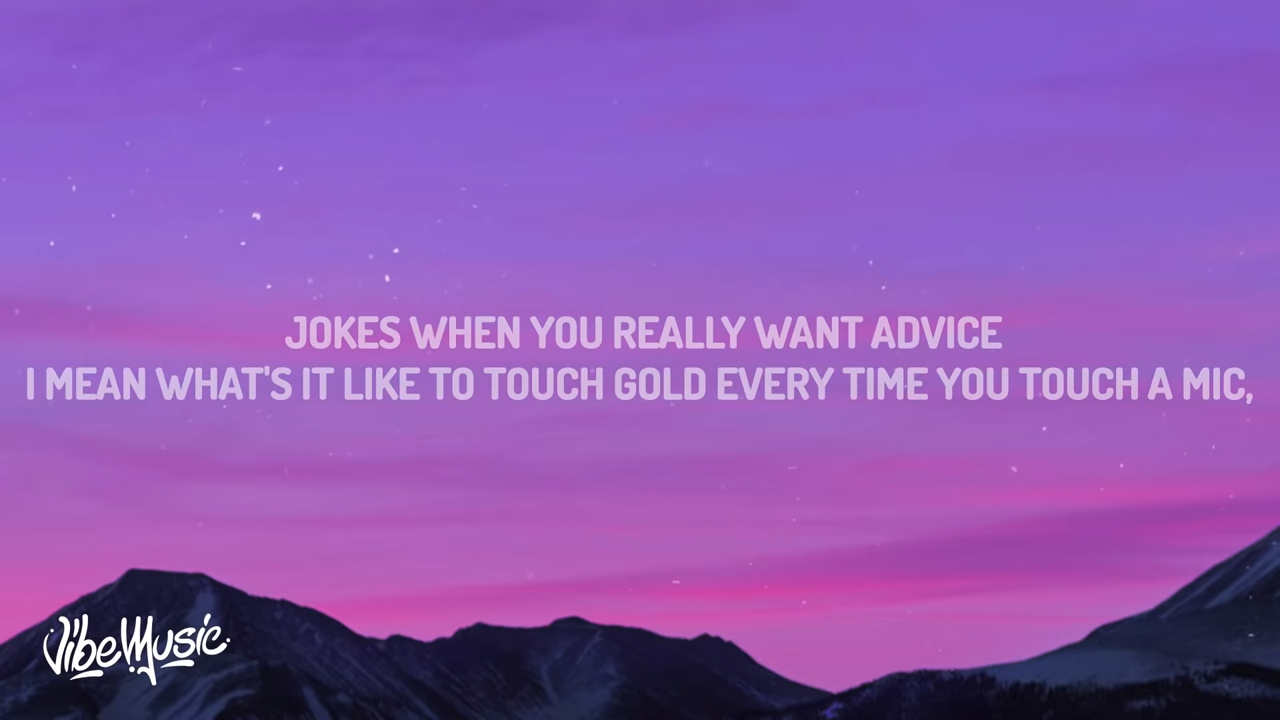 JOKES WHEN YOU REALLY WANT ADVICE
I MEAN WHAT'S IT LIKE TO TOUCH GOLD EVERY TIME YOU TOUCH A MIC,
VibeMusic